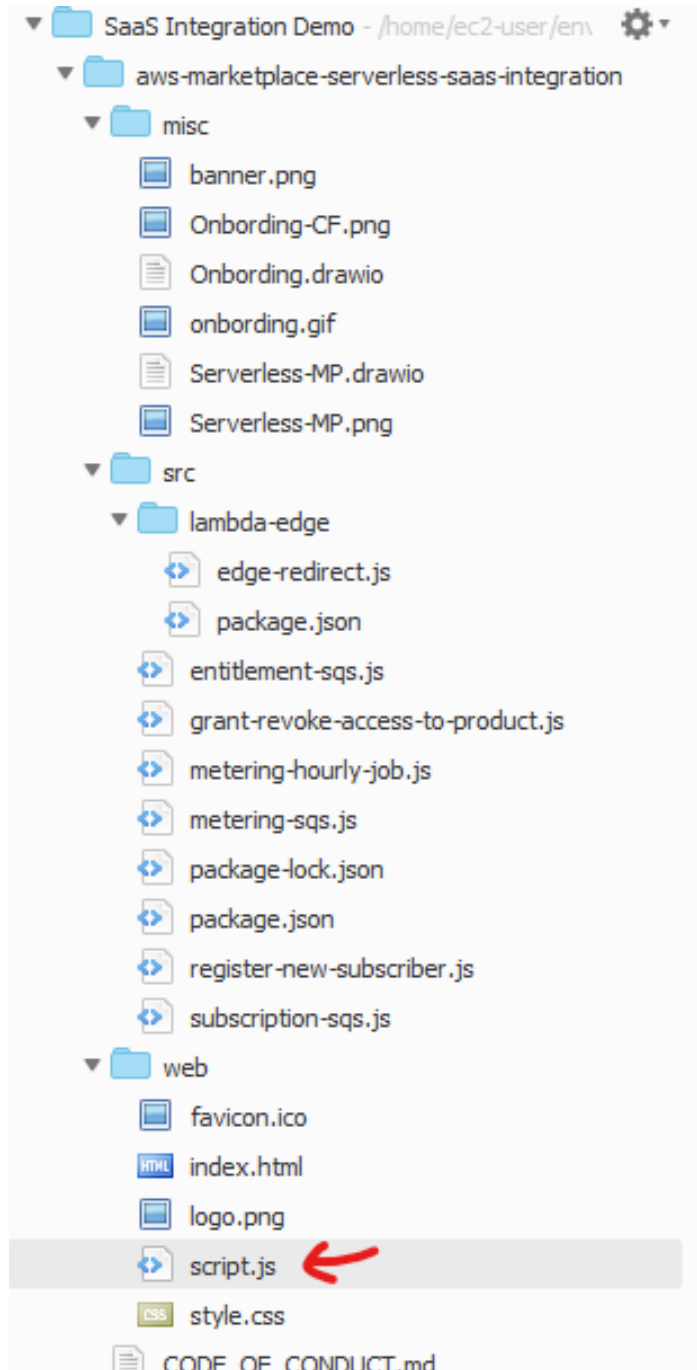 SaaS Integration Demo - /home/ec2-user/env
aws-marketplace-serverless-saas-integration
misc
banner.png
Onbording-CF.png
Onbording.drawio
onbording.gif
Serverless-MP.drawio
Serverless-MP.png
src
lambda-edge
edge-redirect.js
package.json
entitlement-sqs.js
grant-revoke-access-to-product.js
metering-hourly-job.js
metering-sqs.js
package-lock.json
package.json
register-new-subscriber.js
subscription-sqs.js
web
favicon.ico
HTML index.html
logo.png
script.js
CSS style.css
CODE_OF_CONDUCT.md